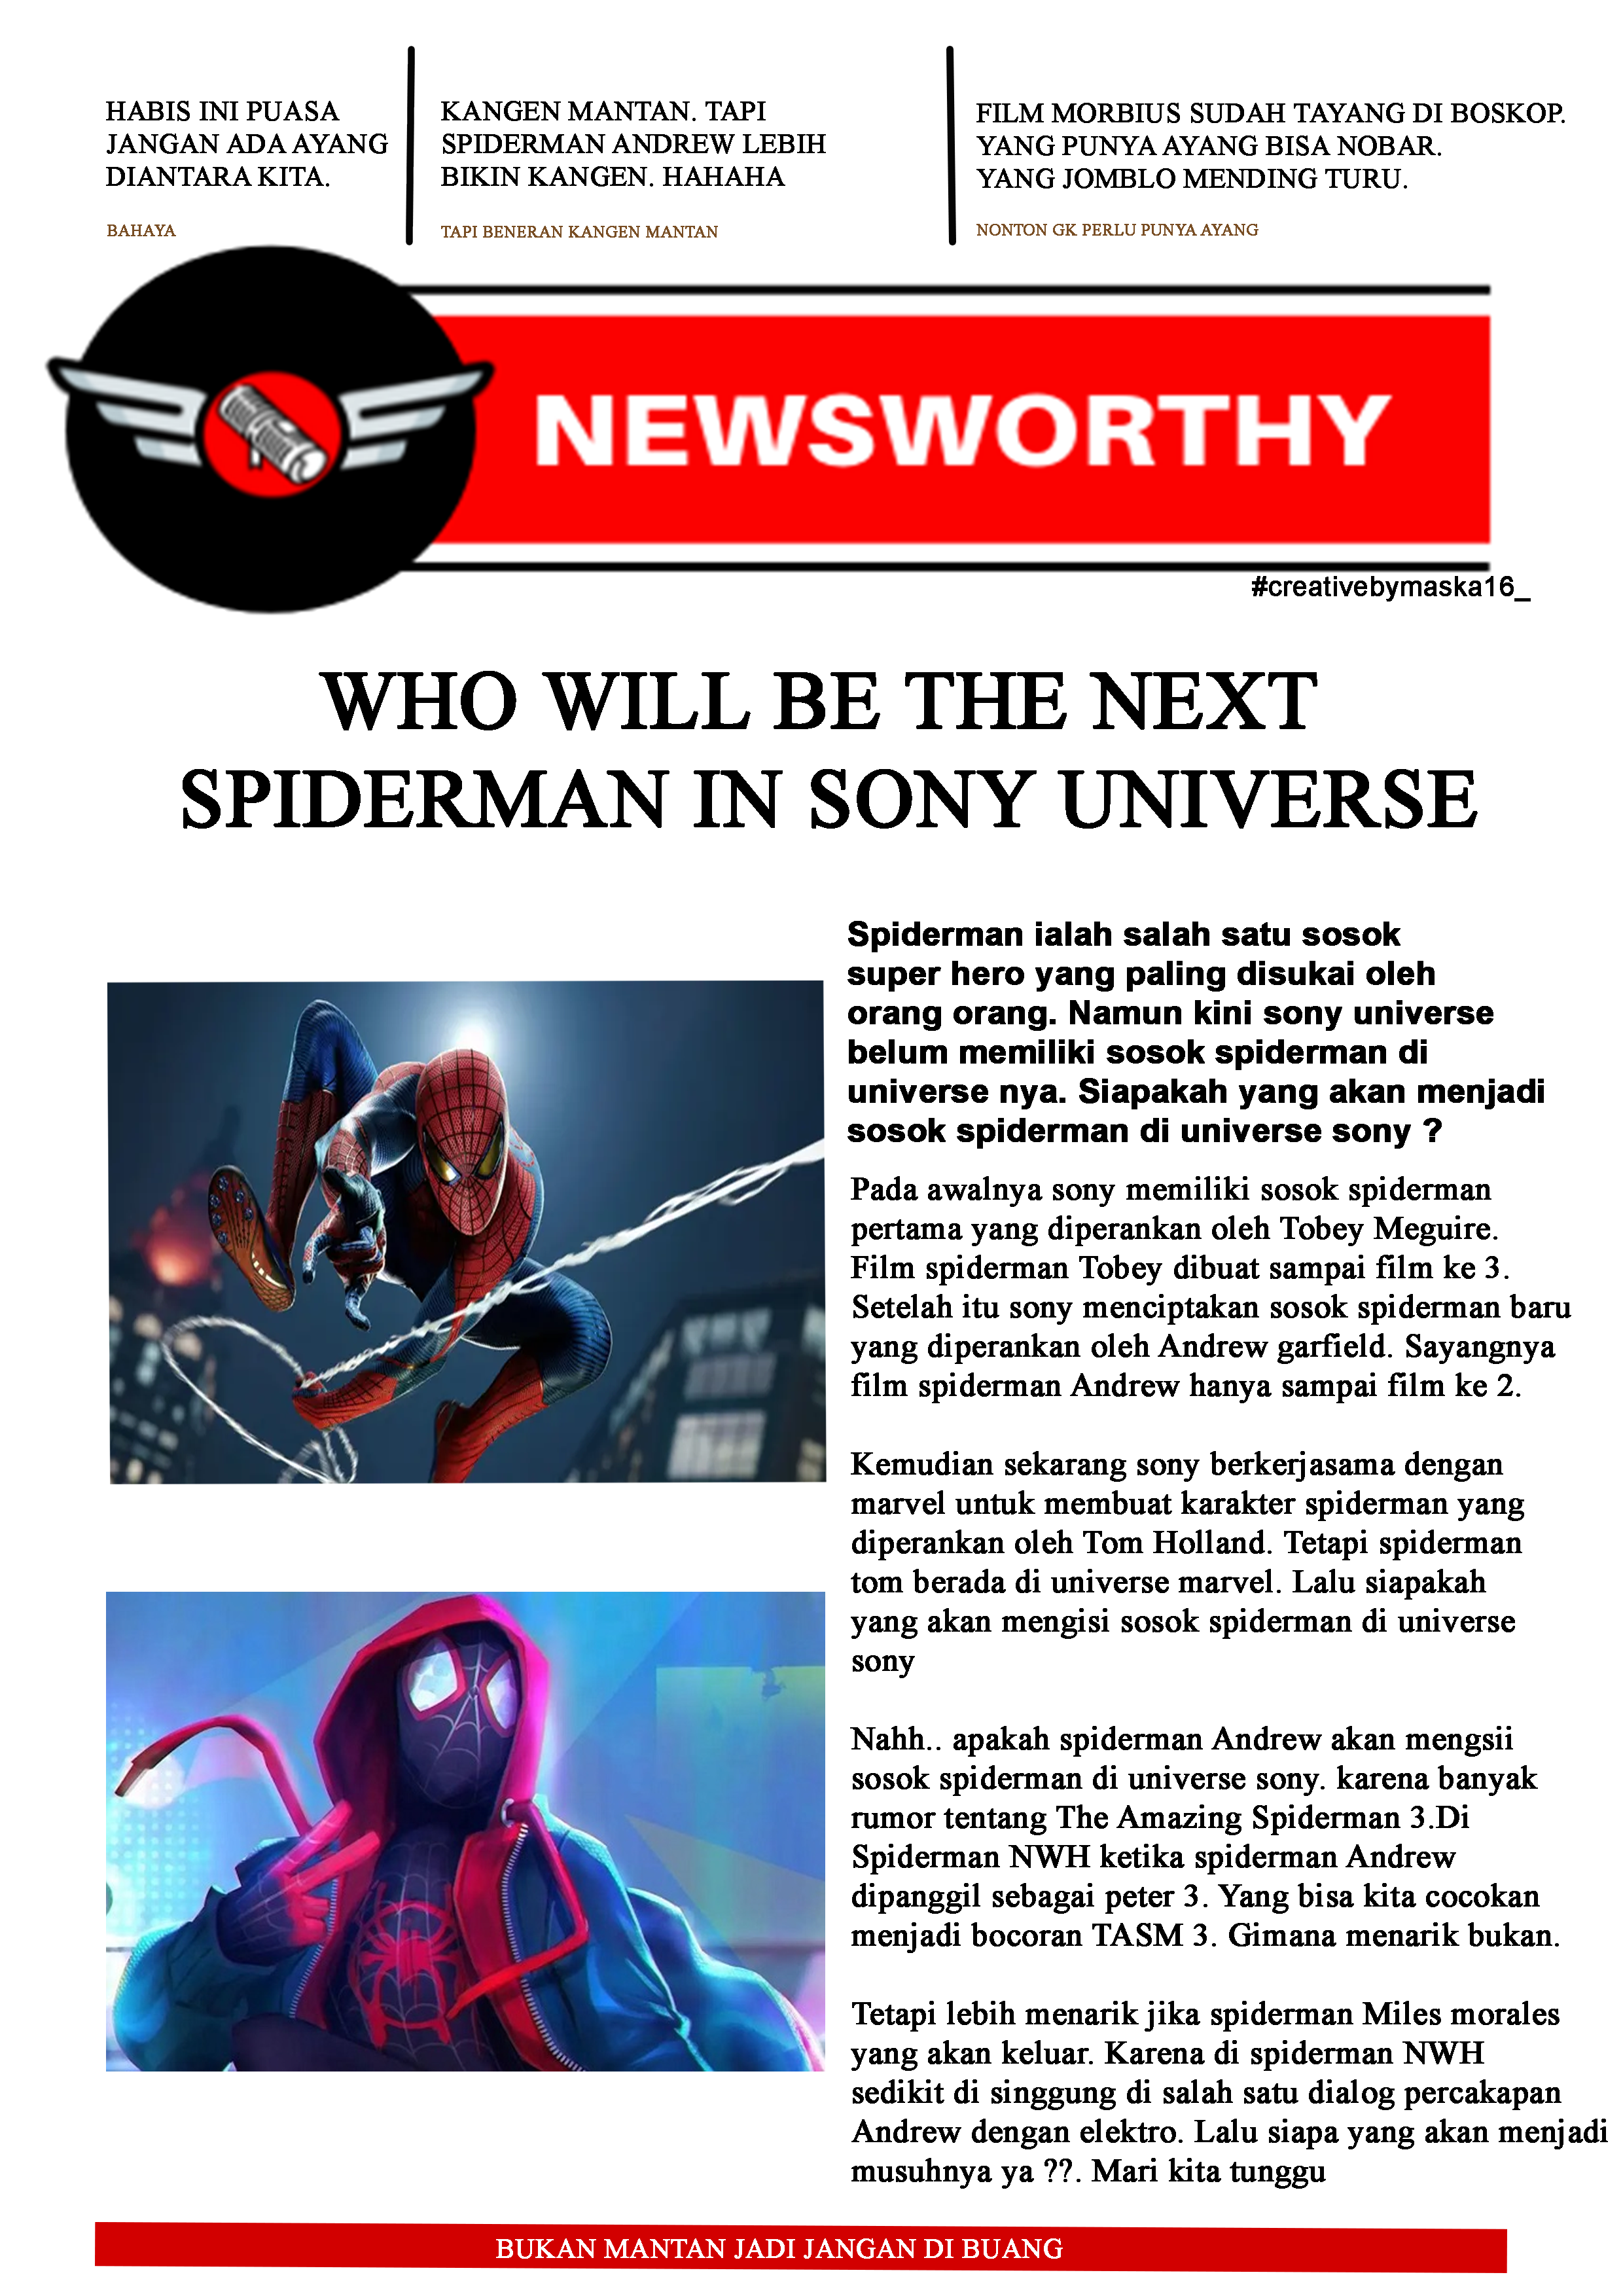 HABIS INI PUASA
JANGAN ADA AYANG
DIANTARA KITA.
BAHAYA
KANGEN MANTAN. TAPI
SPIDERMAN ANDREW LEBIH
BIKIN KANGEN. HAHAHA
TAPI BENERAN KANGEN MANTAN
FILM MORBIUS SUDAH TAYANG DI BOSKOP.
YANG PUNYA AYANG BISA NOBAR.
YANG JOMBLO MENDING TURU.
NONTON GK PERLU PUNYA AYANG
NEWSWORTHY
#creativebymaska16_
WHO WILL BE THE NEXT
SPIDERMAN IN SONY UNIVERSE
Spiderman ialah salah satu sosok
super hero yang paling disukai oleh
orang orang. Namun kini sony universe
belum memiliki sosok spiderman di
universe nya. Siapakah yang akan menjadi
sosok spiderman di universe sony ?
Pada awalnya sony memiliki sosok spiderman
pertama yang diperankan oleh Tobey Meguire.
Film spiderman Tobey dibuat sampai film ke 3.
Setelah itu sony menciptakan sosok spiderman baru
yang diperankan oleh Andrew garfield. Sayangnya
film spiderman Andrew hanya sampai film ke 2.
Kemudian sekarang sony berkerjasama dengan
marvel untuk membuat karakter spiderman yang
diperankan oleh Tom Holland. Tetapi spiderman
tom berada di universe marvel. Lalu siapakah
yang akan mengisi sosok spiderman di universe
sony
Nahh.. apakah spiderman Andrew akan mengsii
sosok spiderman di universe sony. karena banyak
rumor tentang The Amazing Spiderman 3.Di
Spiderman NWH ketika spiderman Andrew
dipanggil sebagai peter 3. Yang bisa kita cocokan
menjadi bocoran TASM 3. Gimana menarik bukan.
Tetapi lebih menarik jika spiderman Miles morales
yang akan keluar. Karena di spiderman NWH
sedikit di singgung di salah satu dialog percakapan
Andrew dengan elektro. Lalu siapa yang akan menjadi
musuhnya ya ??. Mari kita tunggu
BUKAN MANTAN JADI JANGAN DI BUANG